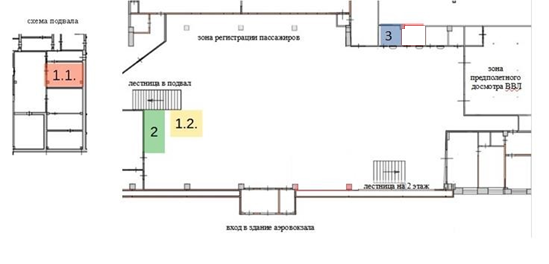 схема подвала
1.1.
зона регистрации пассажиров
3
зона
предполетного
досмотра ВВЛ
лестница в подвал
2
1.2.
лестница на 2 этаж
вход в здание аэровокзала